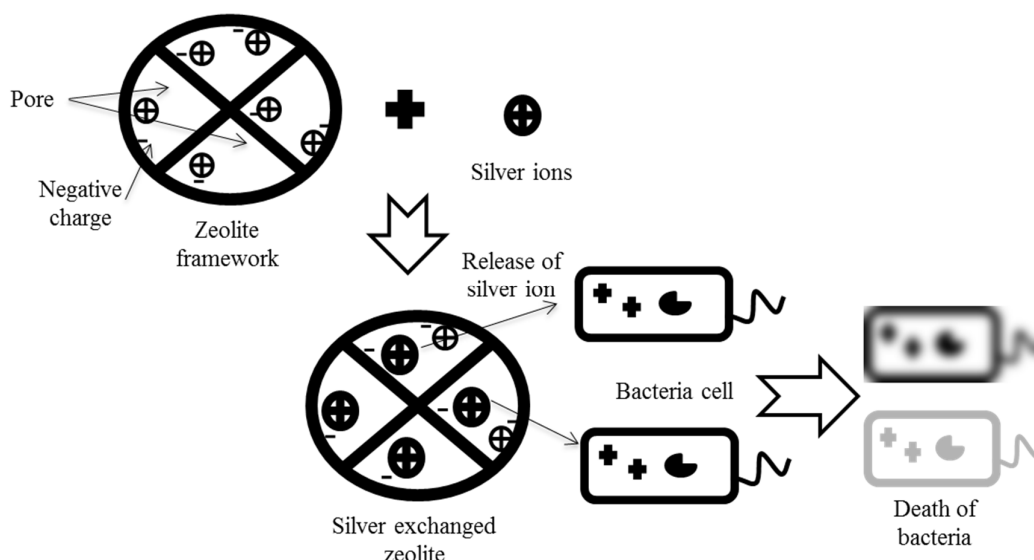 Pore
Negative
charge
Zeolite
framework
Silver ions
Release of
silver ion
Bacteria cell
Silver exchanged
zeolite
Death of
bacteria